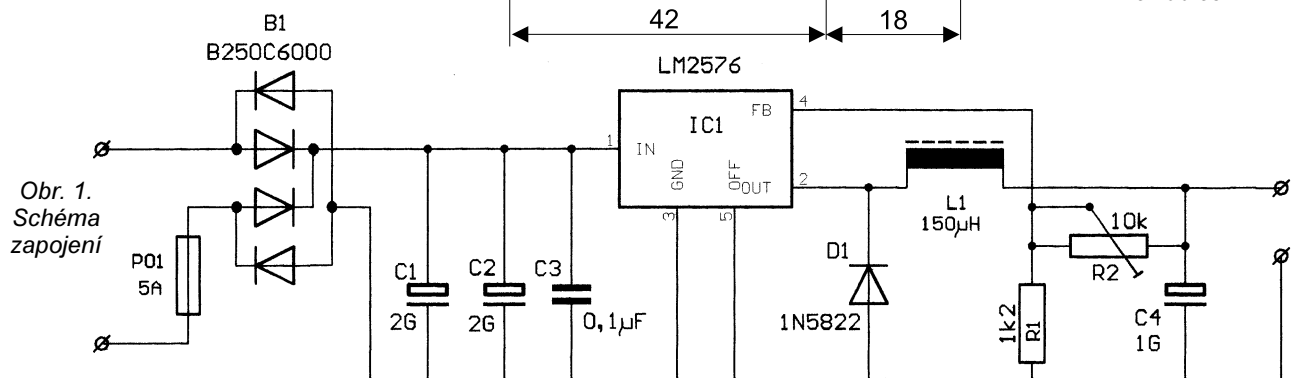 42
18
B1
B250C6000
LM2576
FB
4
IC1
1
IN
GND
OFF
OUT
2
3
5
Obr. 1.
Schéma
zapojení
L1
150µH
10k
R2
P01
5A
C1
2G
C2
2G
C3
0,1µF
D1
1N5822
1k2
R1
C4
1G